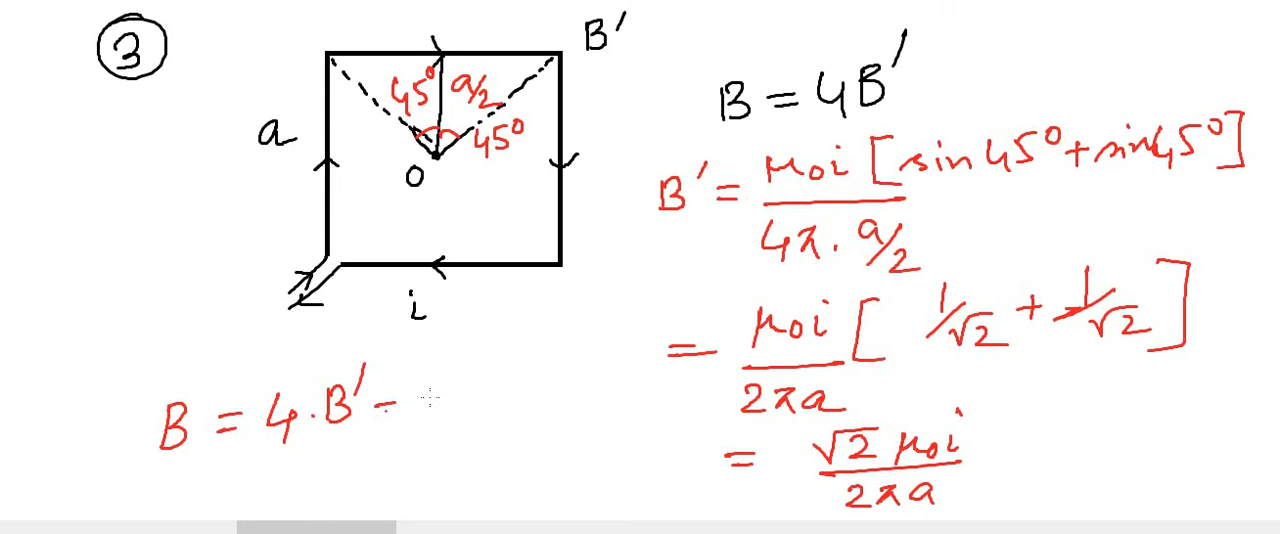 3
B'
45° a/2
a
45°
O
i
B = 4B'
B' = μ₀i [sin45° + sin45°] / 4π · a/2
= μ₀i / 2πa [1/√2 + 1/√2]
= √2 μ₀i / 2πa
B = 4 · B' -